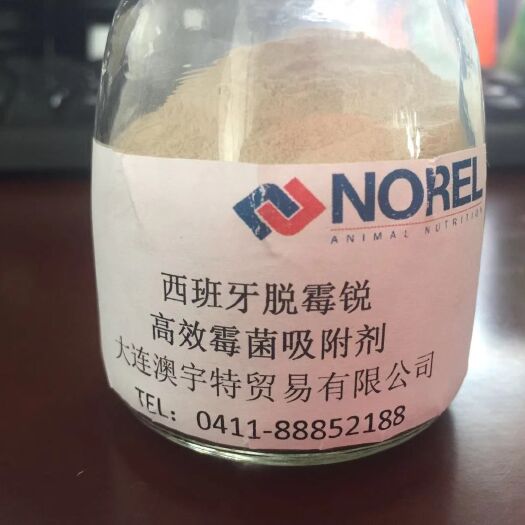 NOREL
ANIMAL NUTRITION
西班牙脱霉锐
高效霉菌吸附剂
大连澳宇特贸易有限公司
TEL：0411-88852188